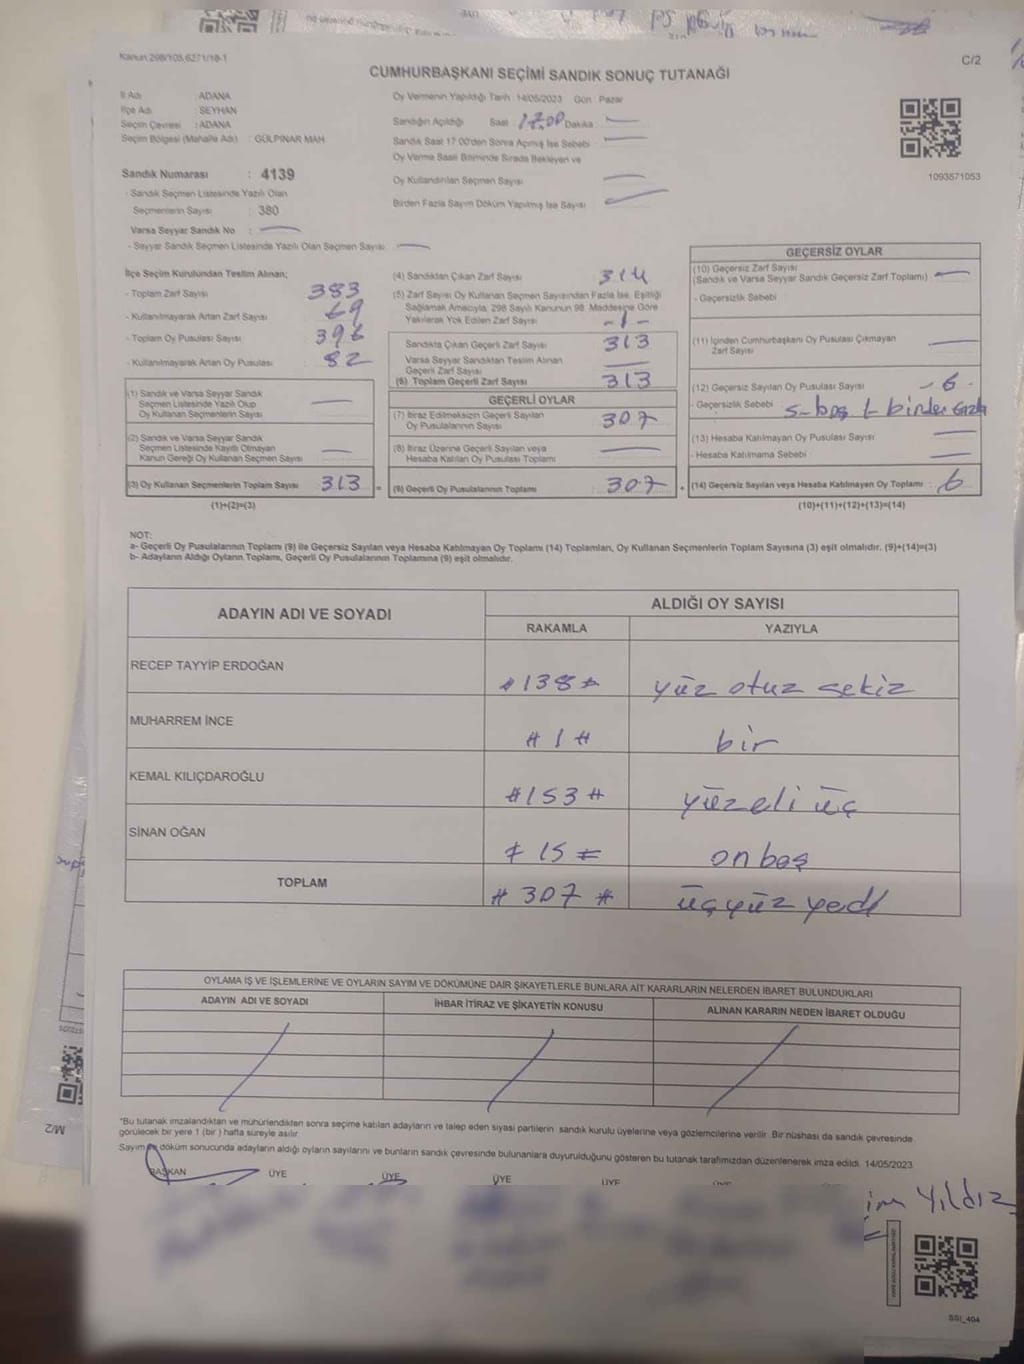 Kanun 298/103,6271/18-1
C/2
CUMHURBAŞKANI SEÇİMİ SANDIK SONUÇ TUTANAĞI
İl Adı : ADANA
İlçe Adı : SEYHAN
Seçim Çevresi : ADANA
Seçim Bölgesi (Mahalle Adı) : GÜLPINAR MAH
Sandık Numarası : 4139
- Sandık Seçmen Listesinde Yazılı Olan
Seçmenlerin Sayısı : 380
Varsa Seyyar Sandık No :
- Seyyar Sandık Seçmen Listesinde Yazılı Olan Seçmen Sayısı :
Oy Vermenin Yapıldığı Tarih : 14/05/2023 Gün : Pazar
Sandığın Açıldığı Saat : 17.00 Dakika :
Sandık Saat 17:00'den Sonra Açılmış İse Sebebi :
Oy Verme Saati Bitiminde Sırada Bekleyen ve
Oy Kullandırılan Seçmen Sayısı :
Birden Fazla Sayım Döküm Yapılmış İse Sayısı :
1093571053
İlçe Seçim Kurulundan Teslim Alınan;
- Toplam Zarf Sayısı : 383
- Kullanılmayarak Artan Zarf Sayısı : 69
- Toplam Oy Pusulası Sayısı : 396
- Kullanılmayarak Artan Oy Pusulası : 82
(1) Sandık ve Varsa Seyyar Sandık
Seçmen Listesinde Yazılı Olup
Oy Kullanan Seçmenlerin Sayısı
(2) Sandık ve Varsa Seyyar Sandık
Seçmen Listesinde Kayıtlı Olmayan
Kanun Gereği Oy Kullanan Seçmen Sayısı
(3) Oy Kullanan Seçmenlerin Toplam Sayısı : 313 =
(1)+(2)=(3)
(4) Sandıktan Çıkan Zarf Sayısı : 314
(5) Zarf Sayısı Oy Kullanan Seçmen Sayısından Fazla İse, Eşitliği
Sağlamak Amacıyla, 298 Sayılı Kanunun 98. Maddesine Göre
Yakılarak Yok Edilen Zarf Sayısı : -1-
Sandıkta Çıkan Geçerli Zarf Sayısı : 313
Varsa Seyyar Sandıktan Teslim Alınan
Geçerli Zarf Sayısı :
(6) Toplam Geçerli Zarf Sayısı : 313
GEÇERLİ OYLAR
(7) İtiraz Edilmeksizin Geçerli Sayılan
Oy Pusulalarının Sayısı : 307
(8) İtiraz Üzerine Geçerli Sayılan veya
Hesaba Katılan Oy Pusulası Toplamı :
(9) Geçerli Oy Pusulalarının Toplamı : 307 +
GEÇERSİZ OYLAR
(10) Geçersiz Zarf Sayısı
(Sandık ve Varsa Seyyar Sandık Geçersiz Zarf Toplamı) :
- Geçersizlik Sebebi :
(11) İçinden Cumhurbaşkanı Oy Pusulası Çıkmayan
Zarf Sayısı :
(12) Geçersiz Sayılan Oy Pusulası Sayısı : -6-
- Geçersizlik Sebebi : 5-boş 1-birden
(13) Hesaba Katılmayan Oy Pusulası Sayısı :
- Hesaba Katılmama Sebebi :
(14) Geçersiz Sayılan veya Hesaba Katılmayan Oy Toplamı : 6
(10)+(11)+(12)+(13)=(14)
NOT:
a- Geçerli Oy Pusulalarının Toplamı (9) ile Geçersiz Sayılan veya Hesaba Katılmayan Oy Toplamı (14) Toplamları, Oy Kullanan Seçmenlerin Toplam Sayısına (3) eşit olmalıdır. (9)+(14)=(3)
b- Adayların Aldığı Oyların Toplamı, Geçerli Oy Pusulalarının Toplamına (9) eşit olmalıdır.
ADAYIN ADI VE SOYADI
ALDIĞI OY SAYISI
RAKAMLA YAZIYLA
RECEP TAYYİP ERDOĞAN #138# yüz otuz sekiz
MUHARREM İNCE #1# bir
KEMAL KILIÇDAROĞLU #153# yüzelli üç
SİNAN OĞAN #15# on beş
TOPLAM #307# üçyüz yedi
OYLAMA İŞ VE İŞLEMLERİNE VE OYLARIN SAYIM VE DÖKÜMÜNE DAİR ŞİKAYETLERLE BUNLARA AİT KARARLARIN NELERDEN İBARET BULUNDUKLARI
ADAYIN ADI VE SOYADI İHBAR İTİRAZ VE ŞİKAYETİN KONUSU ALINAN KARARIN NEDEN İBARET OLDUĞU
*Bu tutanak imzalandıktan ve mühürlendikten sonra seçime katılan adayların ve talep eden siyasi partilerin sandık kurulu üyelerine veya gözlemcilerine verilir. Bir nüshası da sandık çevresinde
görülecek bir yere 1 (bir) hafta süreyle asılır.
Sayım ve döküm sonucunda adayların aldığı oyların sayılarını ve bunların sandık çevresinde bulunanlara duyurulduğunu gösteren bu tutanak tarafımızdan düzenlenerek imza edildi. 14/05/2023
BAŞKAN ÜYE ÜYE ÜYE ÜYE
Yıldız
SSİ_404
M/2